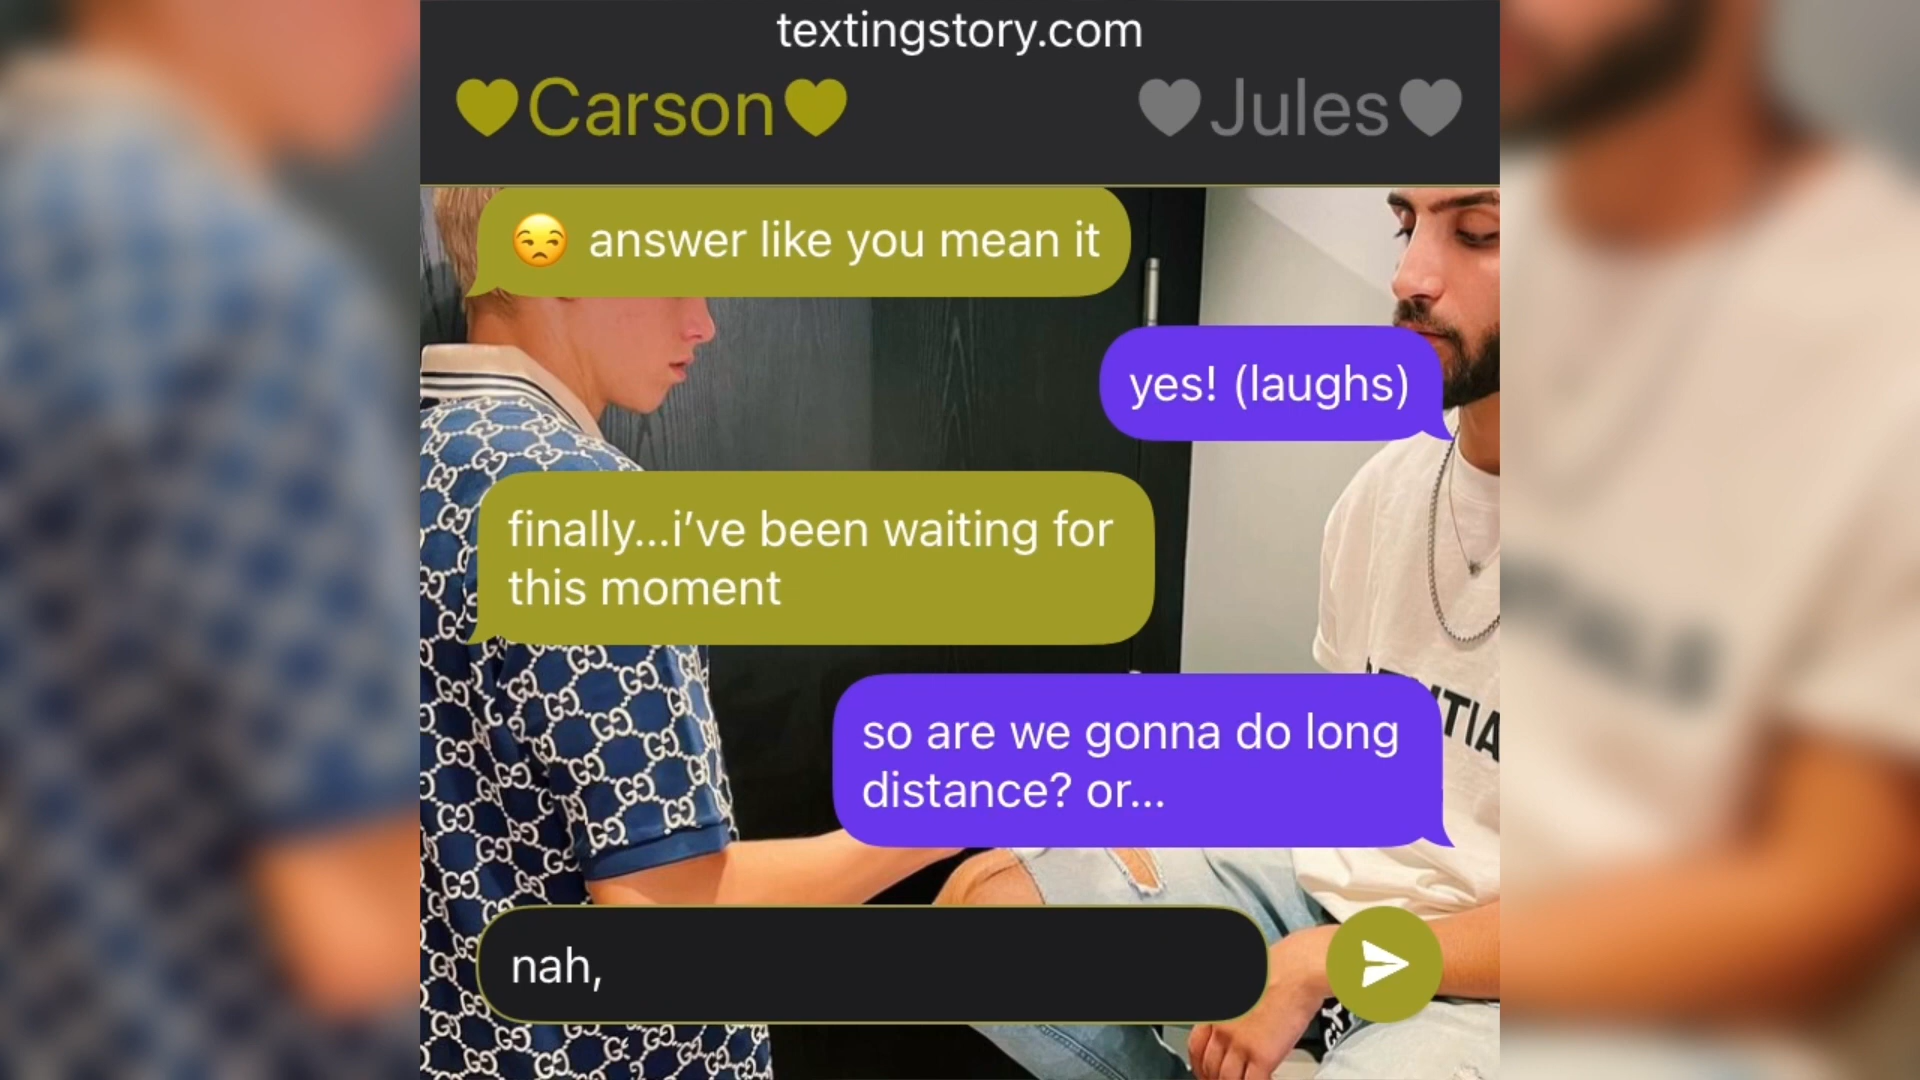 textingstory.com
♥Carson♥ ♥Jules♥
😒 answer like you mean it
yes! (laughs)
finally...i've been waiting for
this moment
so are we gonna do long
distance? or...
nah,